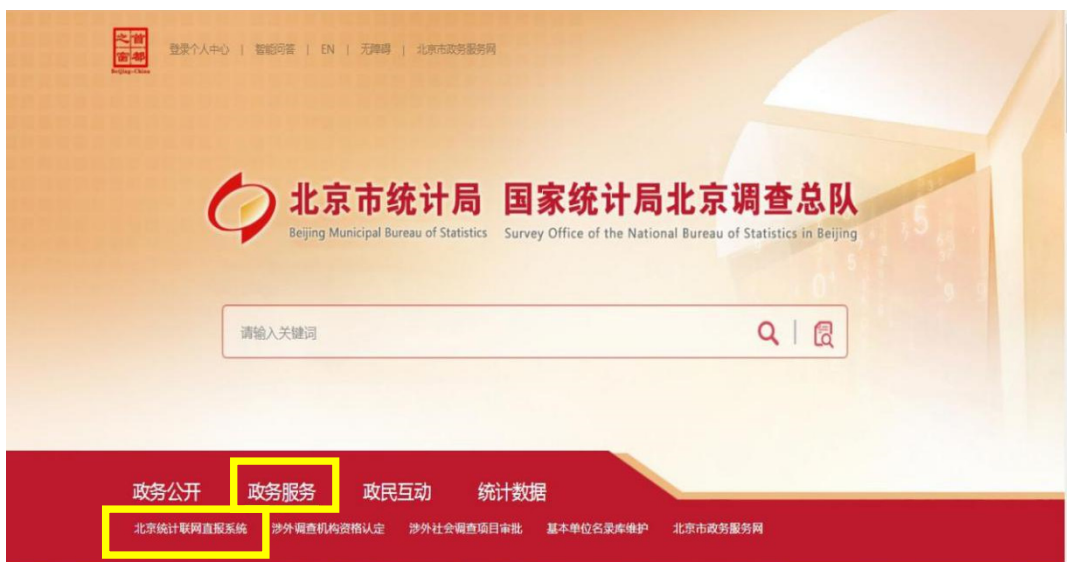 首都之窗
Beijing-China
登录个人中心 | 智能问答 | EN | 无障碍 | 北京市政务服务网
北京市统计局 国家统计局北京调查总队
Beijing Municipal Bureau of Statistics Survey Office of the National Bureau of Statistics in Beijing
请输入关键词
政务公开 政务服务 政民互动 统计数据
北京统计联网直报系统 涉外调查机构资格认定 涉外社会调查项目审批 基本单位名录库维护 北京市政务服务网